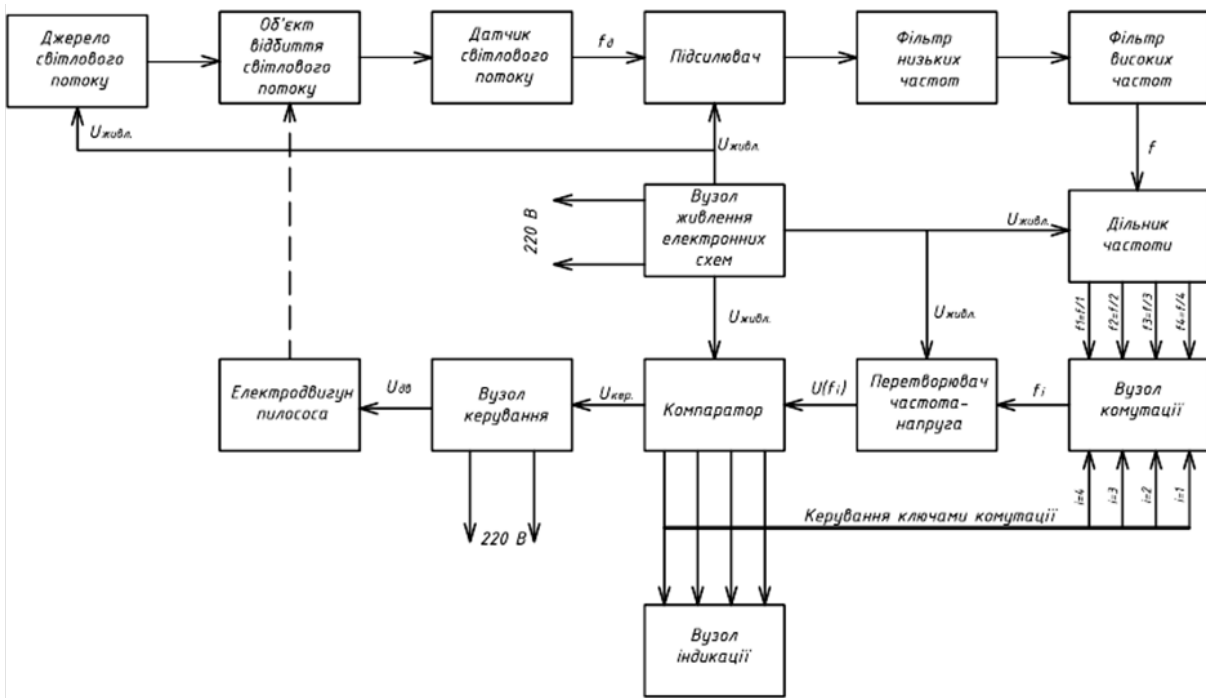 Джерело
світлового
потоку
Об'єкт
відбиття
світлового
потоку
Датчик
світлового
потоку
fд
Підсилювач
Фільтр
низьких
частот
Фільтр
високих
частот
Uживл.
Uживл.
f
220 В
Вузол
живлення
електронних
схем
Uживл.
Дільник
частоти
Uживл.
Uживл.
f1=f/1
f2=f/2
f3=f/3
f4=f/4
Електродвигун
пилососа
Uдв
Вузол
керування
Uкер.
Компаратор
U(fi)
Перетворювач
частота-
напруга
fi
Вузол
комутації
220 В
Керування ключами комутації
i=4
i=3
i=2
i=1
Вузол
індикації